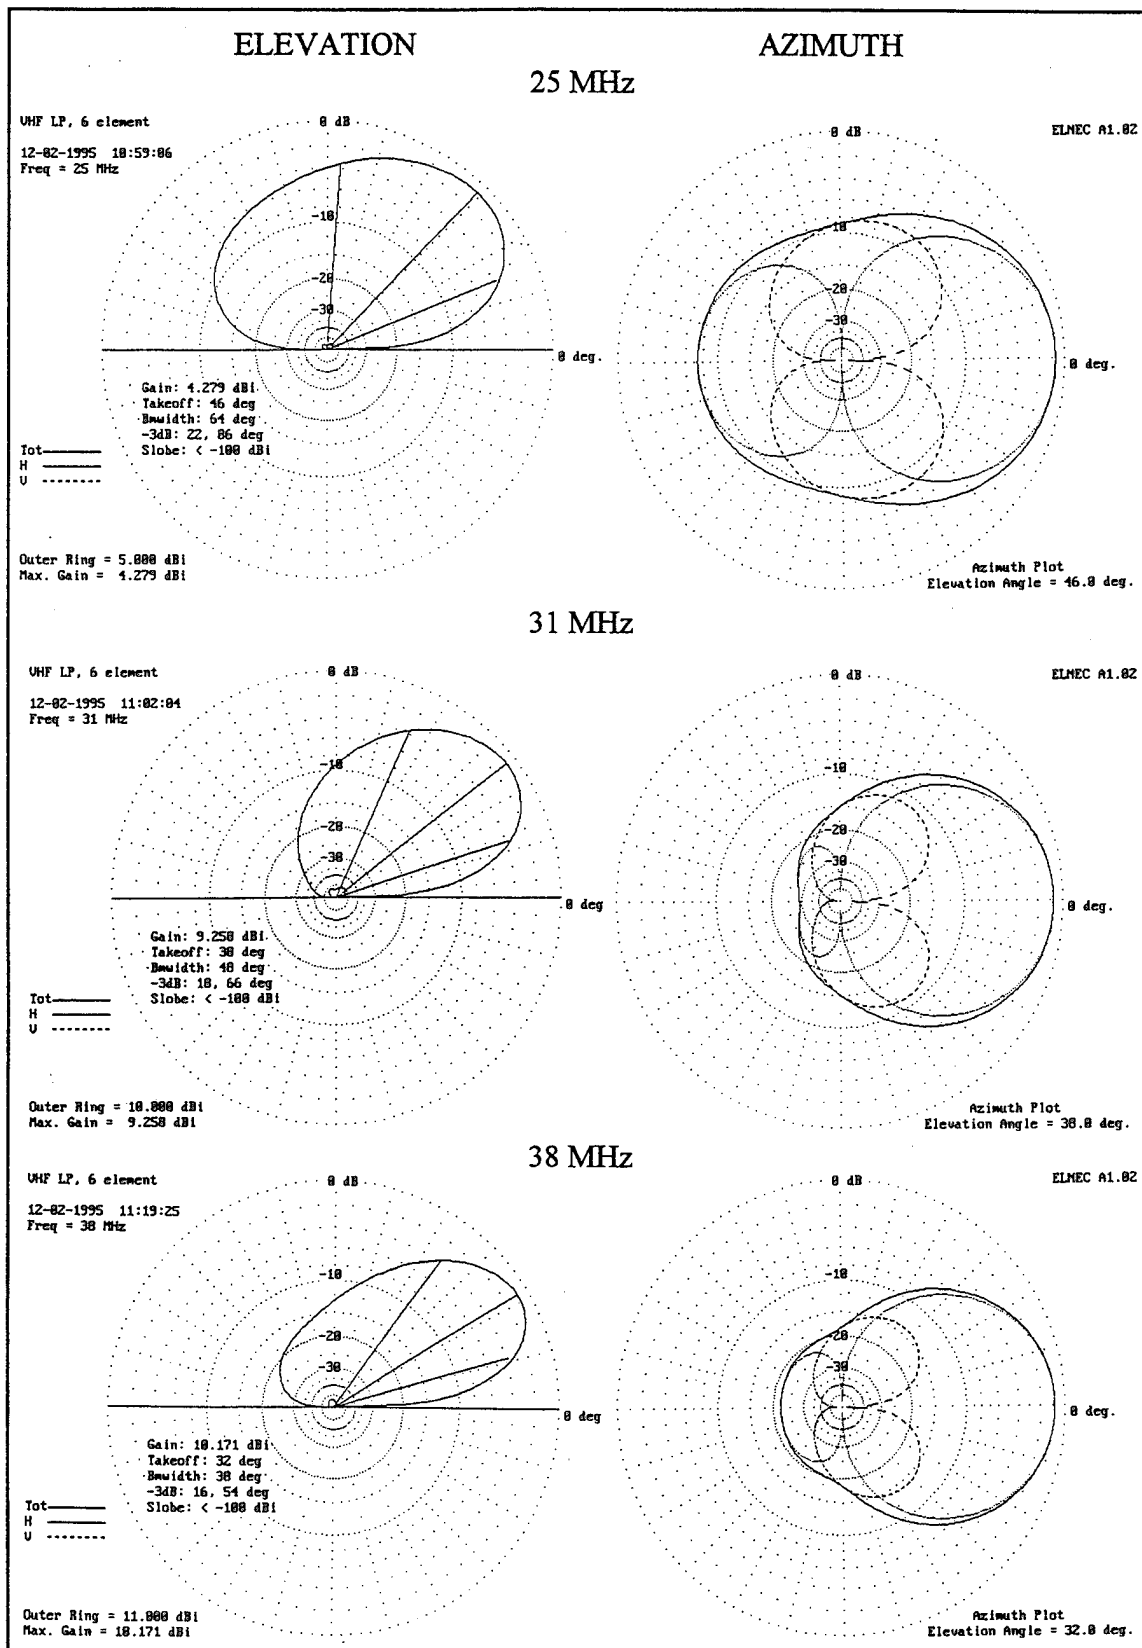 ELEVATION
AZIMUTH
25 MHz
VHF LP, 6 element
0 dB
0 dB
ELNEC A1.02
12-02-1995 10:59:06
Freq = 25 MHz
-10
-20
-30
-10
-20
-30
0 deg.
0 deg.
Gain: 4.279 dBi
Takeoff: 46 deg
Bmwidth: 64 deg
-3dB: 22, 86 deg
Slobe: < -100 dBi
Tot
H
V
Outer Ring = 5.000 dBi
Max. Gain = 4.279 dBi
Azimuth Plot
Elevation Angle = 46.0 deg.
31 MHz
VHF LP, 6 element
0 dB
0 dB
ELNEC A1.02
12-02-1995 11:02:04
Freq = 31 MHz
-10
-20
-30
-10
-20
-30
0 deg
0 deg.
Gain: 9.250 dBi
Takeoff: 38 deg
Bmwidth: 48 deg
-3dB: 18, 66 deg
Slobe: < -100 dBi
Tot
H
V
Outer Ring = 10.000 dBi
Max. Gain = 9.250 dBi
Azimuth Plot
Elevation Angle = 38.0 deg.
38 MHz
VHF LP, 6 element
0 dB
0 dB
ELNEC A1.02
12-02-1995 11:19:25
Freq = 38 MHz
-10
-20
-30
-10
-20
-30
0 deg
0 deg.
Gain: 10.171 dBi
Takeoff: 32 deg
Bmwidth: 38 deg
-3dB: 16, 54 deg
Slobe: < -100 dBi
Tot
H
V
Outer Ring = 11.000 dBi
Max. Gain = 10.171 dBi
Azimuth Plot
Elevation Angle = 32.0 deg.